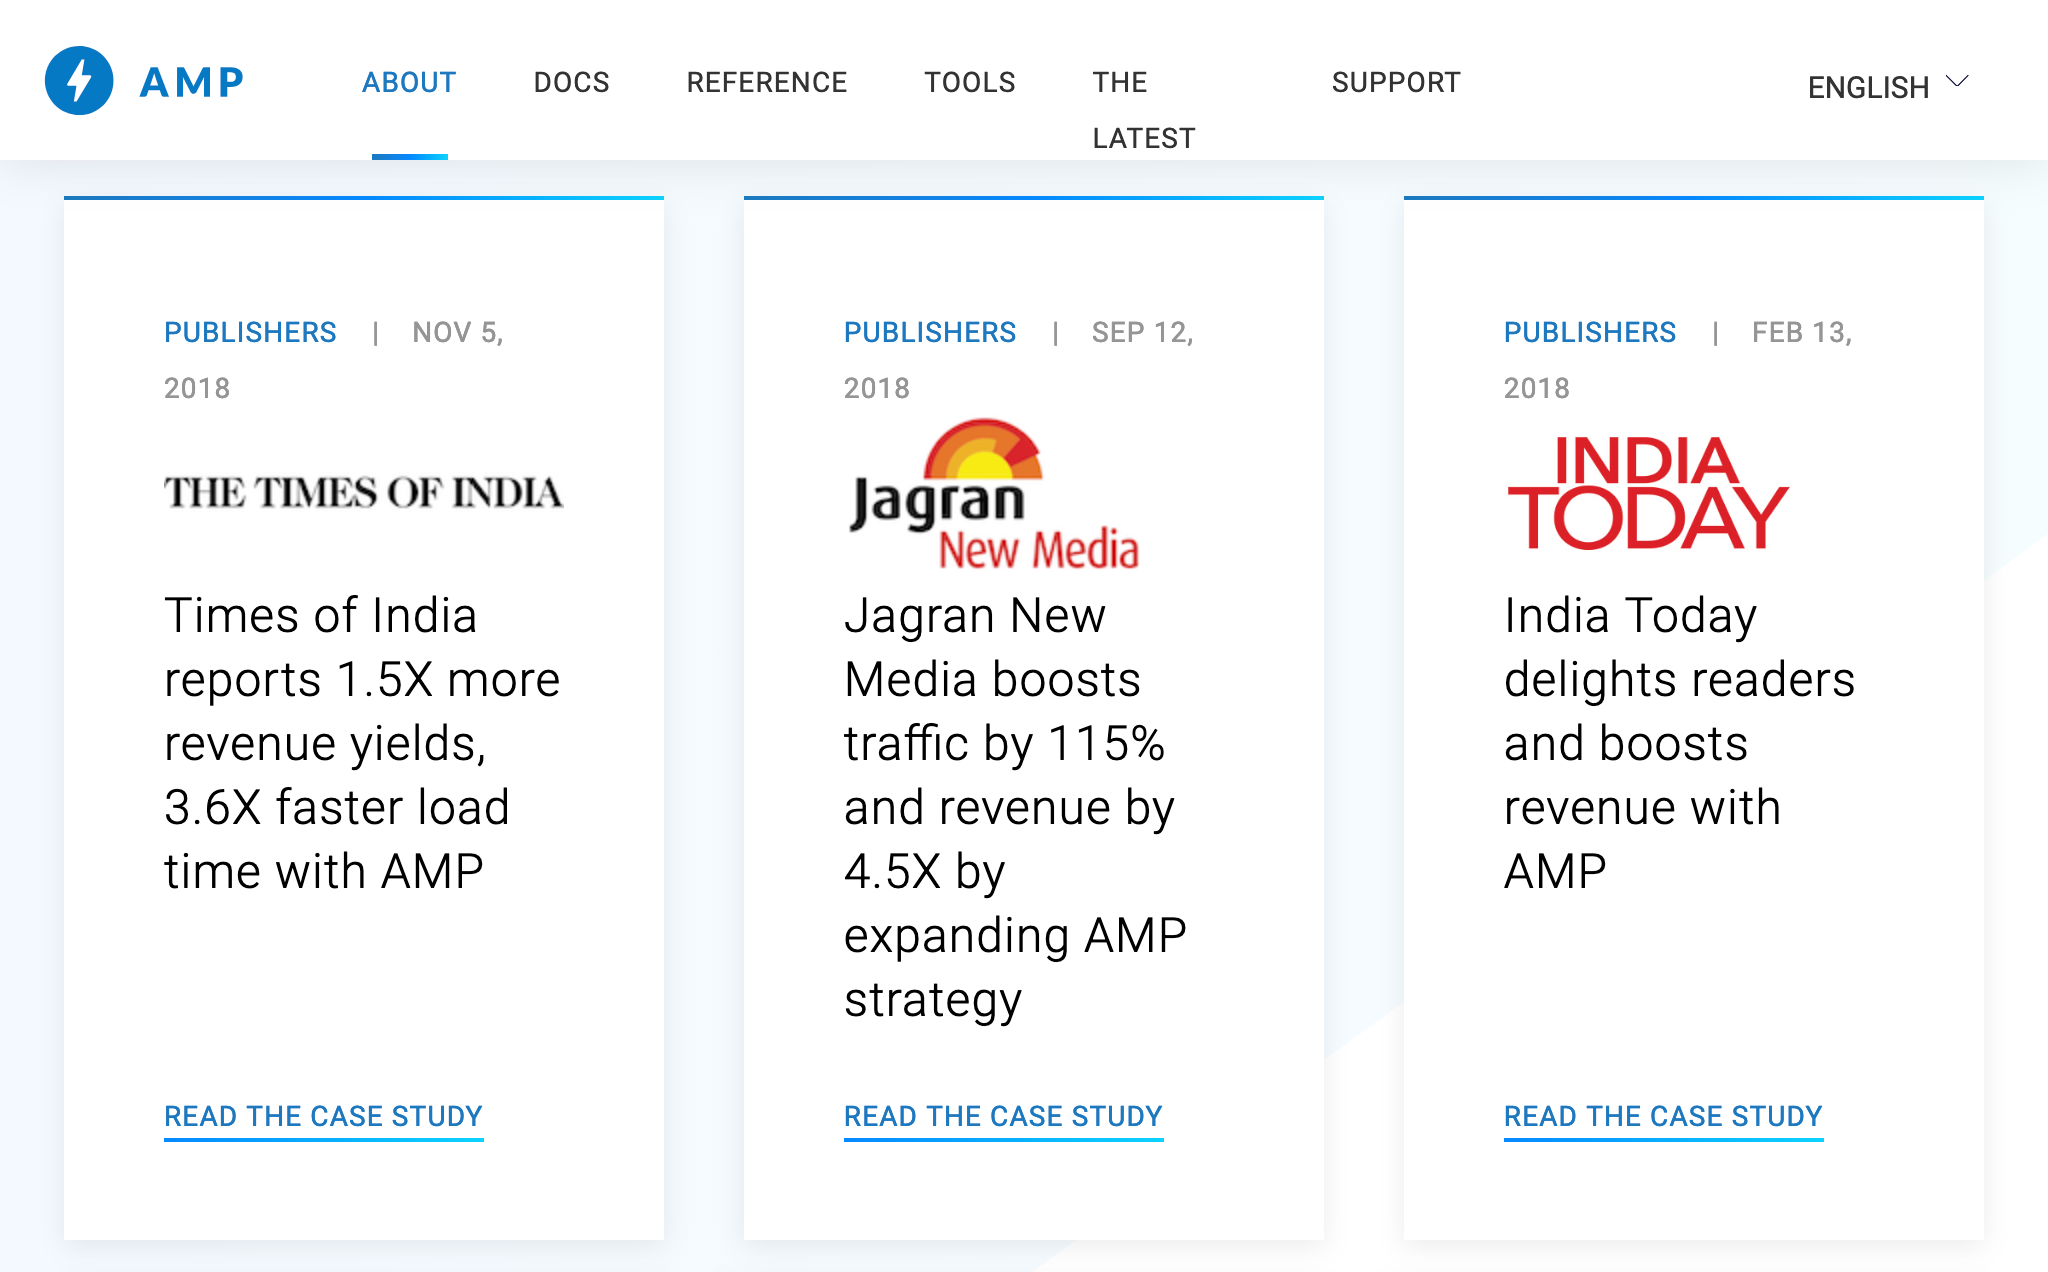 AMP
ABOUT
DOCS
REFERENCE
TOOLS
THE
LATEST
SUPPORT
ENGLISH
PUBLISHERS | NOV 5,
2018
THE TIMES OF INDIA
Times of India
reports 1.5X more
revenue yields,
3.6X faster load
time with AMP
READ THE CASE STUDY
PUBLISHERS | SEP 12,
2018
Jagran
New Media
Jagran New
Media boosts
traffic by 115%
and revenue by
4.5X by
expanding AMP
strategy
READ THE CASE STUDY
PUBLISHERS | FEB 13,
2018
INDIA
TODAY
India Today
delights readers
and boosts
revenue with
AMP
READ THE CASE STUDY